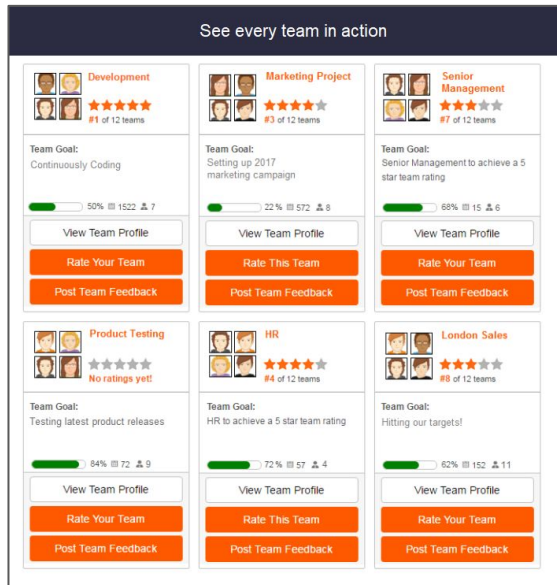 See every team in action
Development
#1 of 12 teams
Team Goal:
Continuously Coding
50% 1522 7
View Team Profile
Rate Your Team
Post Team Feedback
Marketing Project
#3 of 12 teams
Team Goal:
Setting up 2017
marketing campaign
22% 572 8
View Team Profile
Rate This Team
Post Team Feedback
Senior
Management
#7 of 12 teams
Team Goal:
Senior Management to achieve a 5
star team rating
68% 15 6
View Team Profile
Rate Your Team
Post Team Feedback
Product Testing
No ratings yet!
Team Goal:
Testing latest product releases
84% 72 9
View Team Profile
Rate Your Team
Post Team Feedback
HR
#4 of 12 teams
Team Goal:
HR to achieve a 5 star team rating
72% 57 4
View Team Profile
Rate This Team
Post Team Feedback
London Sales
#8 of 12 teams
Team Goal:
Hitting our targets!
62% 152 11
View Team Profile
Rate Your Team
Post Team Feedback